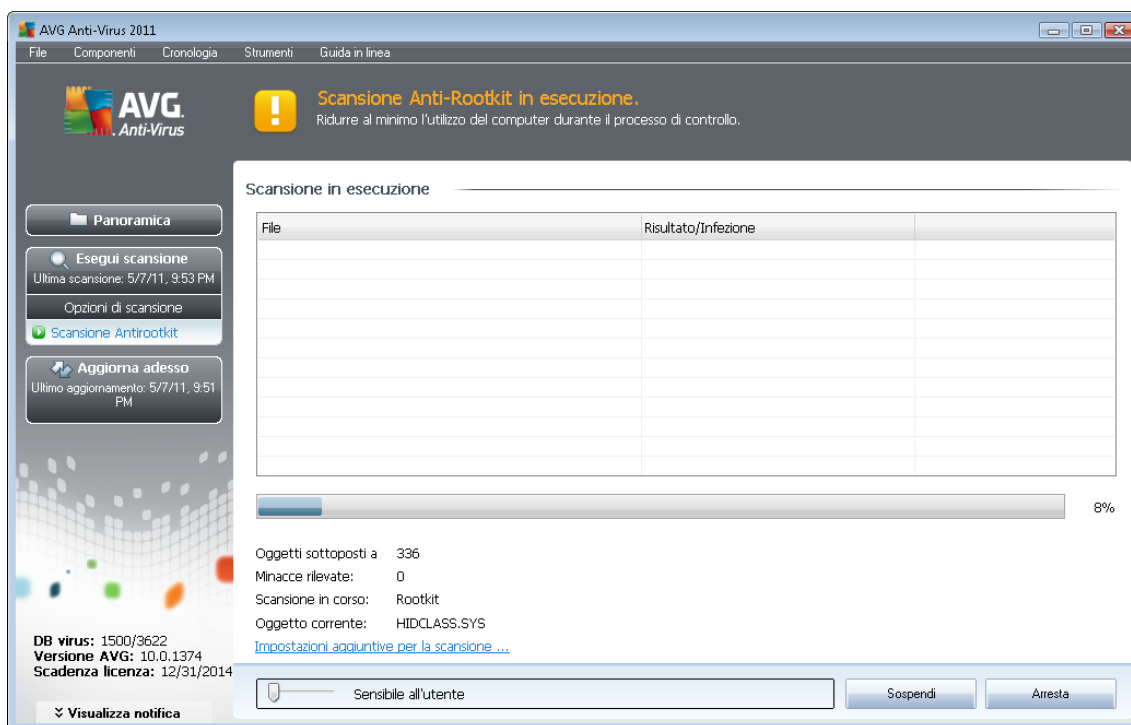 AVG Anti-Virus 2011
File Componenti Cronologia Strumenti Guida in linea
AVG.
Anti-Virus
Scansione Anti-Rootkit in esecuzione.
Ridurre al minimo l'utilizzo del computer durante il processo di controllo.
Panoramica
Esegui scansione
Ultima scansione: 5/7/11, 9:53 PM
Opzioni di scansione
Scansione Antirootkit
Aggiorna adesso
Ultimo aggiornamento: 5/7/11, 9:51
PM
DB virus: 1500/3622
Versione AVG: 10.0.1374
Scadenza licenza: 12/31/2014
Visualizza notifica
Scansione in esecuzione
File Risultato/Infezione
8%
Oggetti sottoposti a 336
Minacce rilevate: 0
Scansione in corso: Rootkit
Oggetto corrente: HIDCLASS.SYS
Impostazioni aggiuntive per la scansione ...
Sensibile all'utente
Sospendi Arresta